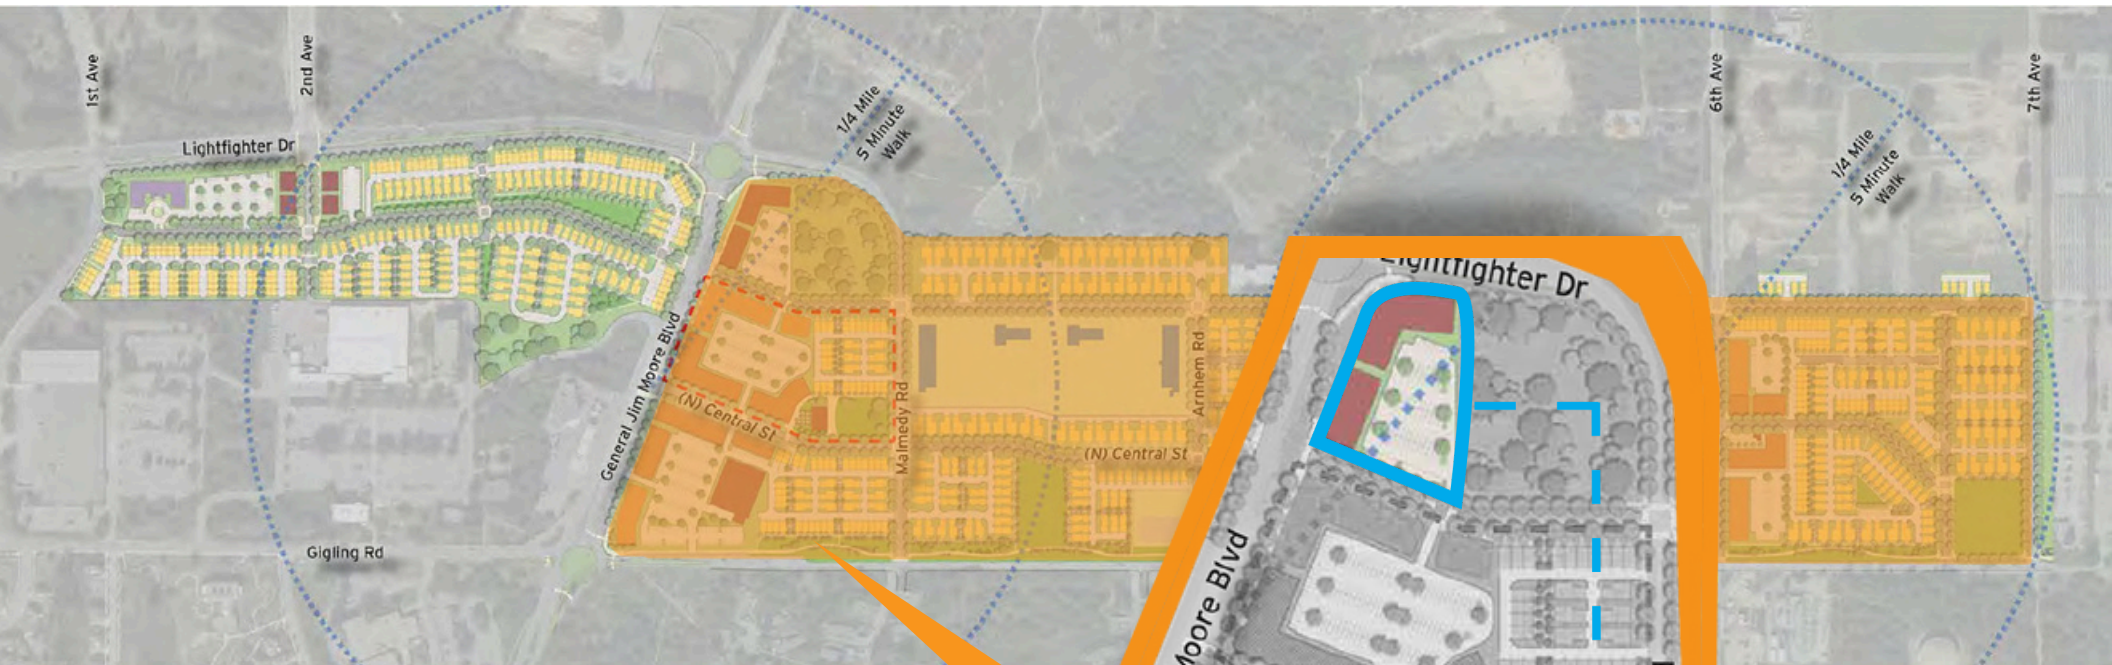 1st Ave
2nd Ave
Lightfighter Dr
1/4 Mile
5 Minute
Walk
General Jim Moore Blvd
(N) Central St
Malmedy Rd
Arnhem Rd
(N) Central St
Gigling Rd
Lightfighter Dr
Moore Blvd
6th Ave
7th Ave
1/4 Mile
5 Minute
Walk